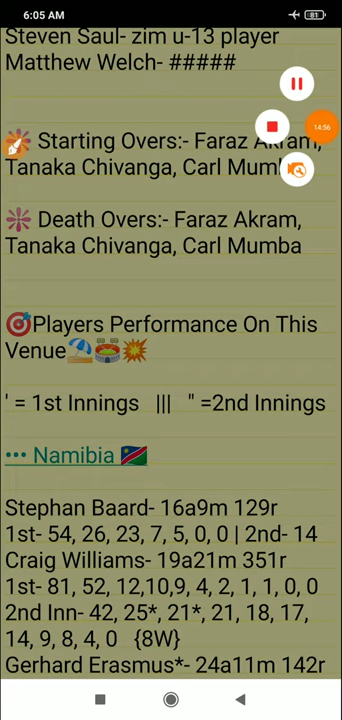 6:05 AM 81
Steven Saul- zim u-13 player
Matthew Welch- #####
14:56
Starting Overs:- Faraz Akram,
Tanaka Chivanga, Carl Mumb
Death Overs:- Faraz Akram,
Tanaka Chivanga, Carl Mumba
🎯Players Performance On This
Venue⛱️🏟️💥
' = 1st Innings ||| " =2nd Innings
••• Namibia 🇳🇦
Stephan Baard- 16a9m 129r
1st- 54, 26, 23, 7, 5, 0, 0 | 2nd- 14
Craig Williams- 19a21m 351r
1st- 81, 52, 12,10,9, 4, 2, 1, 1, 0, 0
2nd Inn- 42, 25*, 21*, 21, 18, 17,
14, 9, 8, 4, 0 {8W}
Gerhard Erasmus*- 24a11m 142r